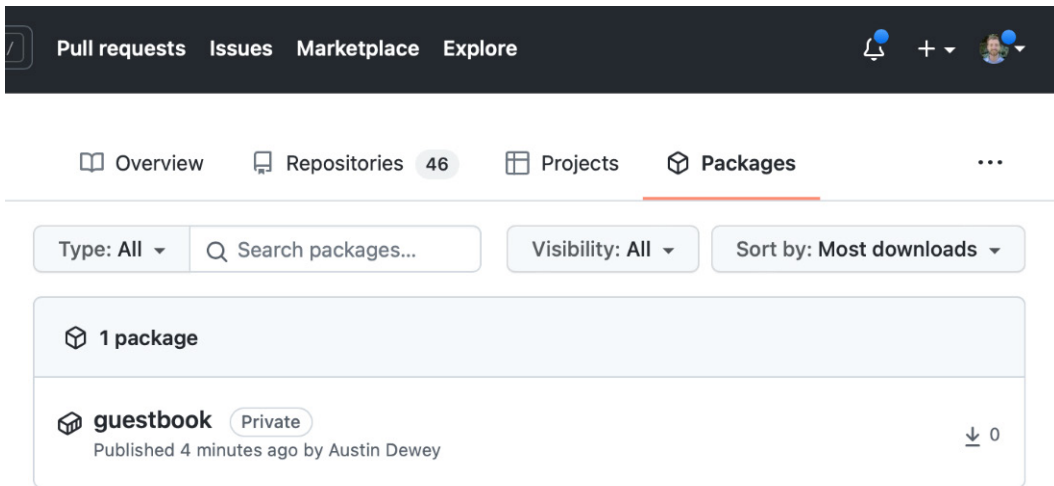 / Pull requests Issues Marketplace Explore +
Overview Repositories 46 Projects Packages ...
Type: All Search packages... Visibility: All Sort by: Most downloads
1 package
guestbook Private
Published 4 minutes ago by Austin Dewey
0